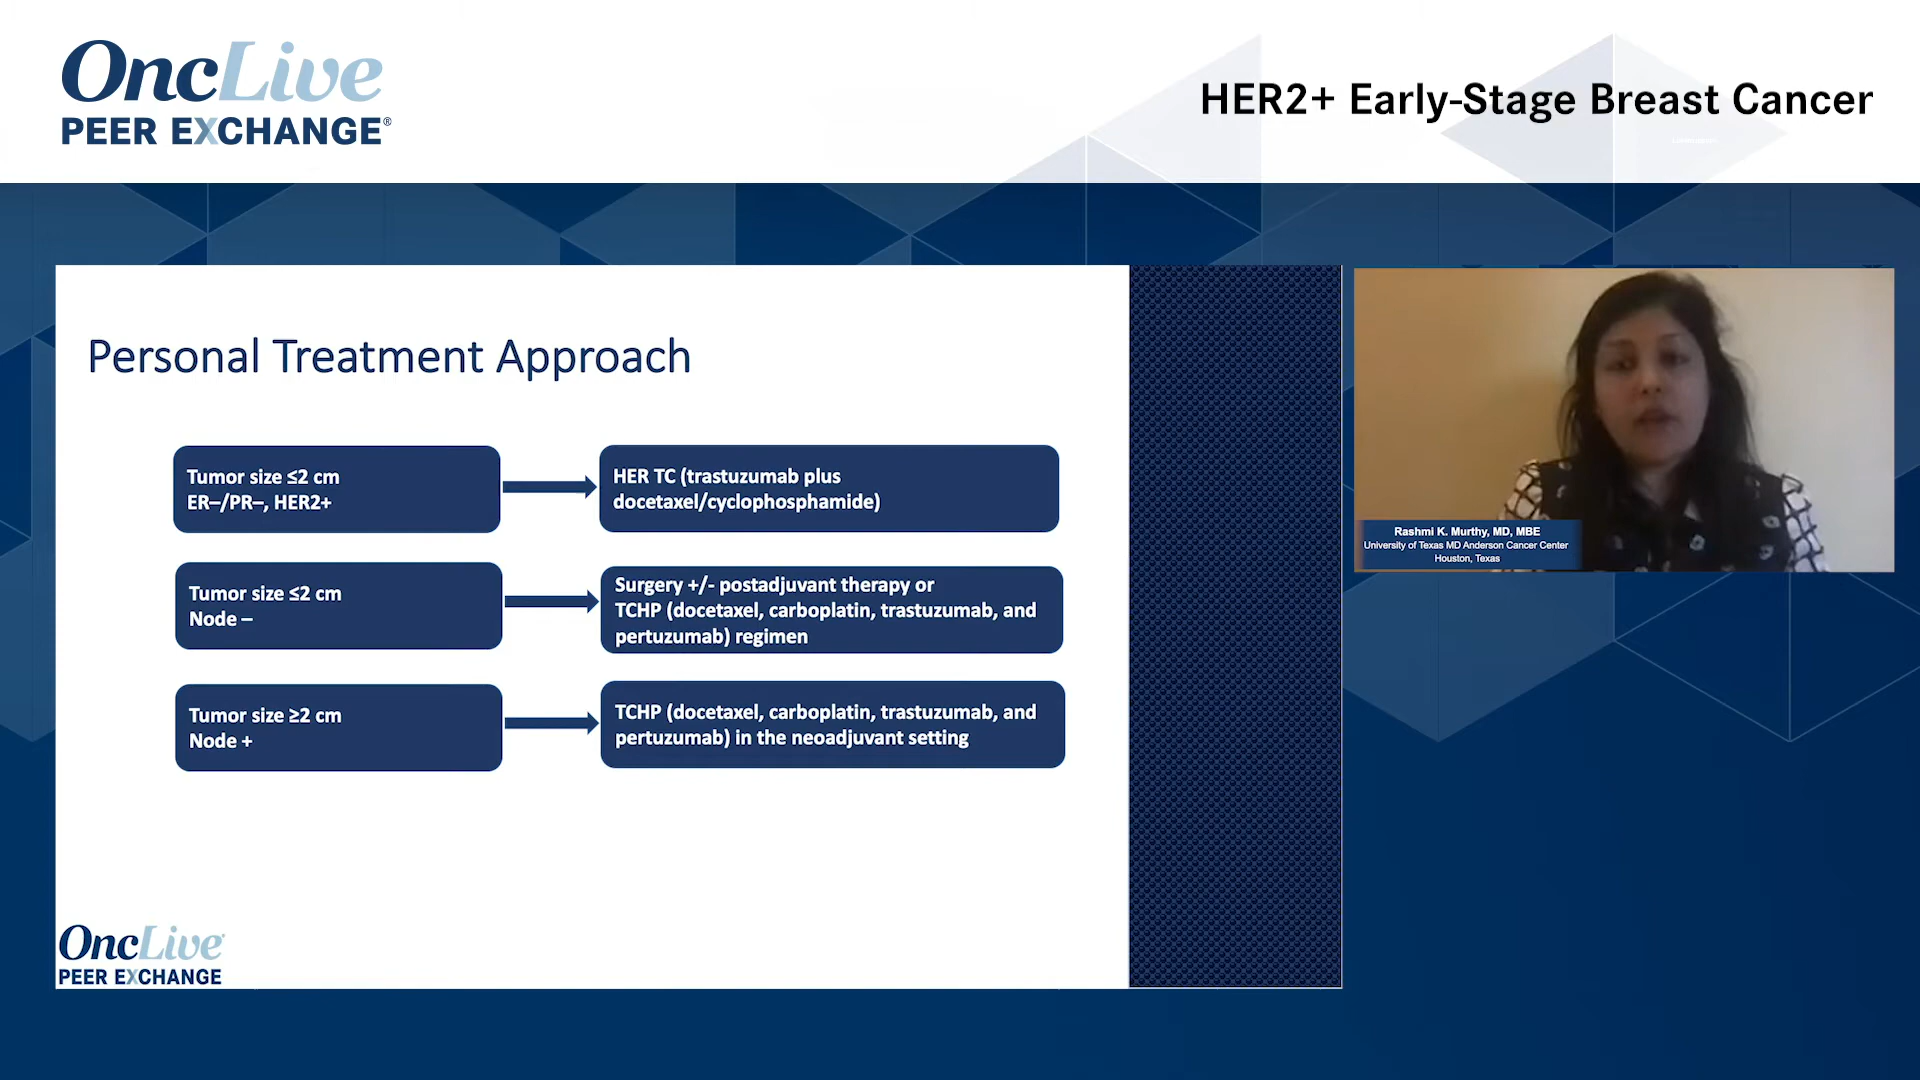 OncLive
PEER EXCHANGE®
HER2+ Early-Stage Breast Cancer
Personal Treatment Approach
Tumor size ≤2 cm
ER–/PR–, HER2+
HER TC (trastuzumab plus
docetaxel/cyclophosphamide)
Tumor size ≤2 cm
Node –
Surgery +/- postadjuvant therapy or
TCHP (docetaxel, carboplatin, trastuzumab, and
pertuzumab) regimen
Tumor size ≥2 cm
Node +
TCHP (docetaxel, carboplatin, trastuzumab, and
pertuzumab) in the neoadjuvant setting
Rashmi K. Murthy, MD, MBE
University of Texas MD Anderson Cancer Center
Houston, Texas
OncLive
PEER EXCHANGE